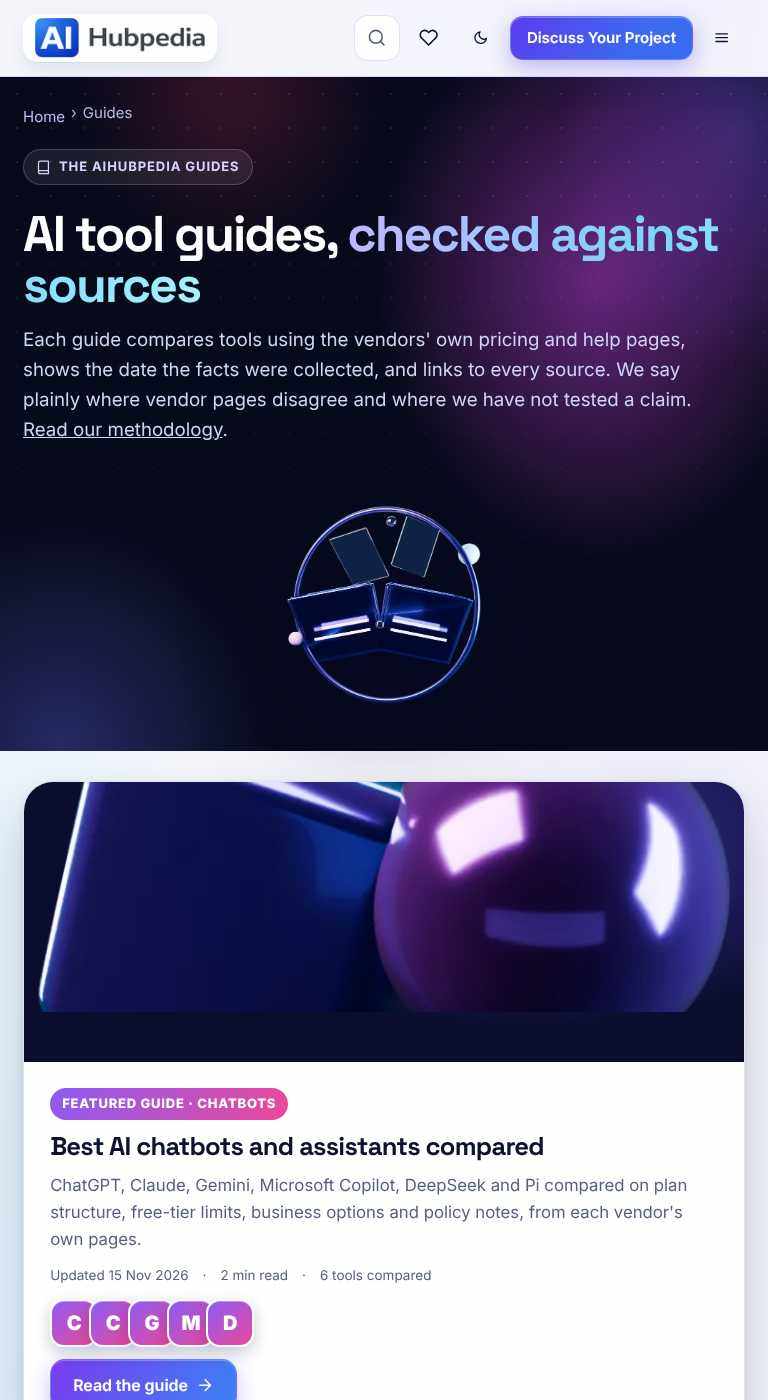 AI Hubpedia
Discuss Your Project
Home › Guides
THE AIHUBPEDIA GUIDES
AI tool guides, checked against
sources
Each guide compares tools using the vendors' own pricing and help pages,
shows the date the facts were collected, and links to every source. We say
plainly where vendor pages disagree and where we have not tested a claim.
Read our methodology.
FEATURED GUIDE · CHATBOTS
Best AI chatbots and assistants compared
ChatGPT, Claude, Gemini, Microsoft Copilot, DeepSeek and Pi compared on plan
structure, free-tier limits, business options and policy notes, from each vendor's
own pages.
Updated 15 Nov 2026 · 2 min read · 6 tools compared
C C G M D
Read the guide →